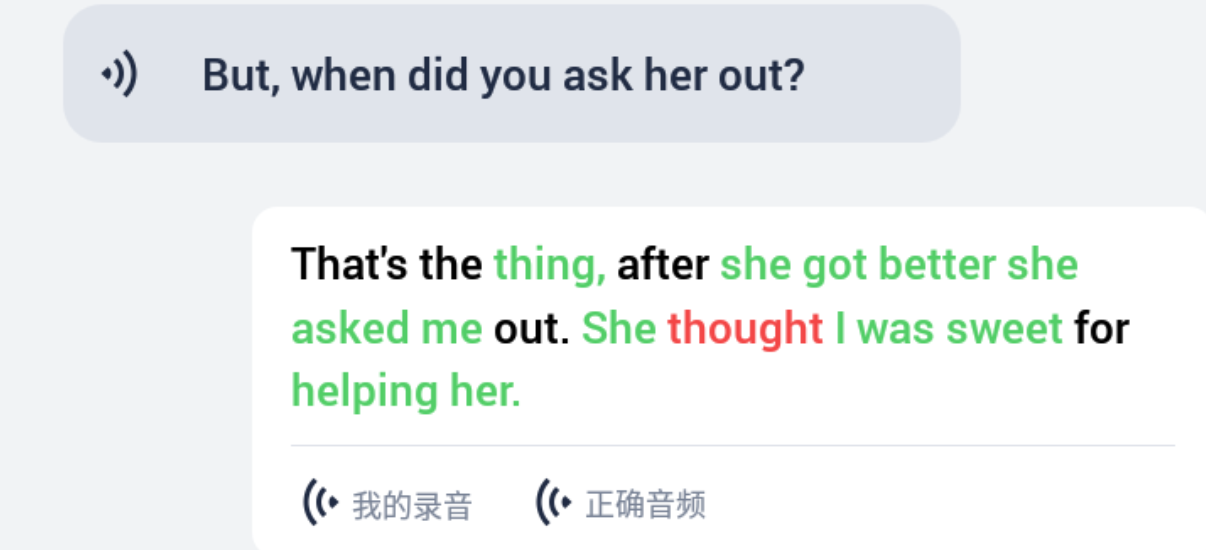 But, when did you ask her out?
That's the thing, after she got better she
asked me out. She thought I was sweet for
helping her.
我的录音 正确音频